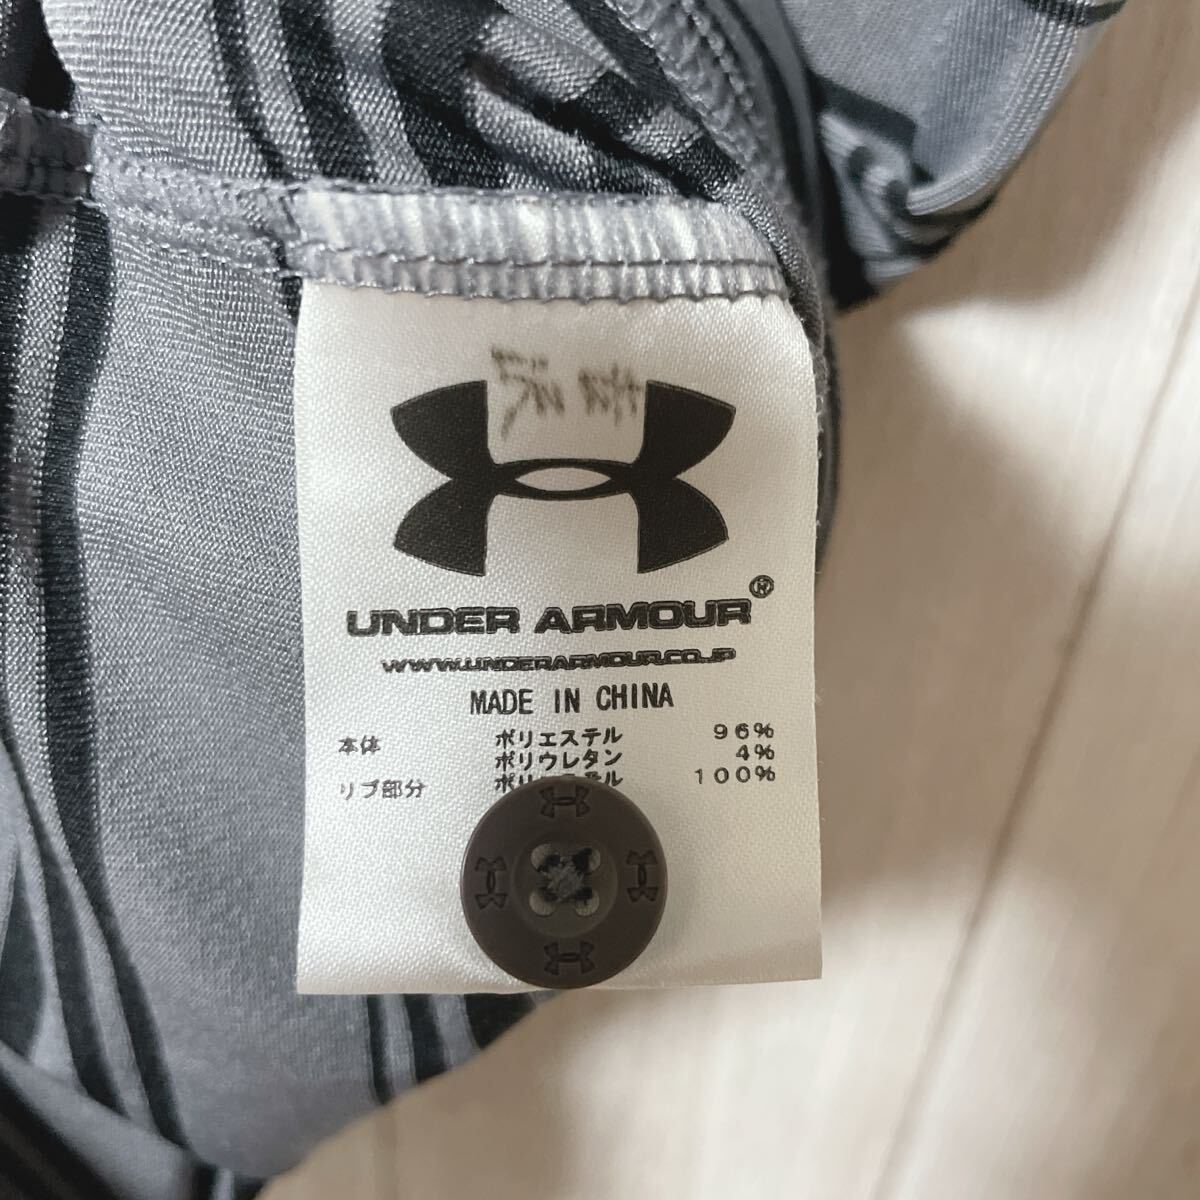 UNDER ARMOUR®
WWW.UNDERARMOUR.CO.JP
MADE IN CHINA
本体 ポリエステル 96%
ポリウレタン 4%
リブ部分 100%